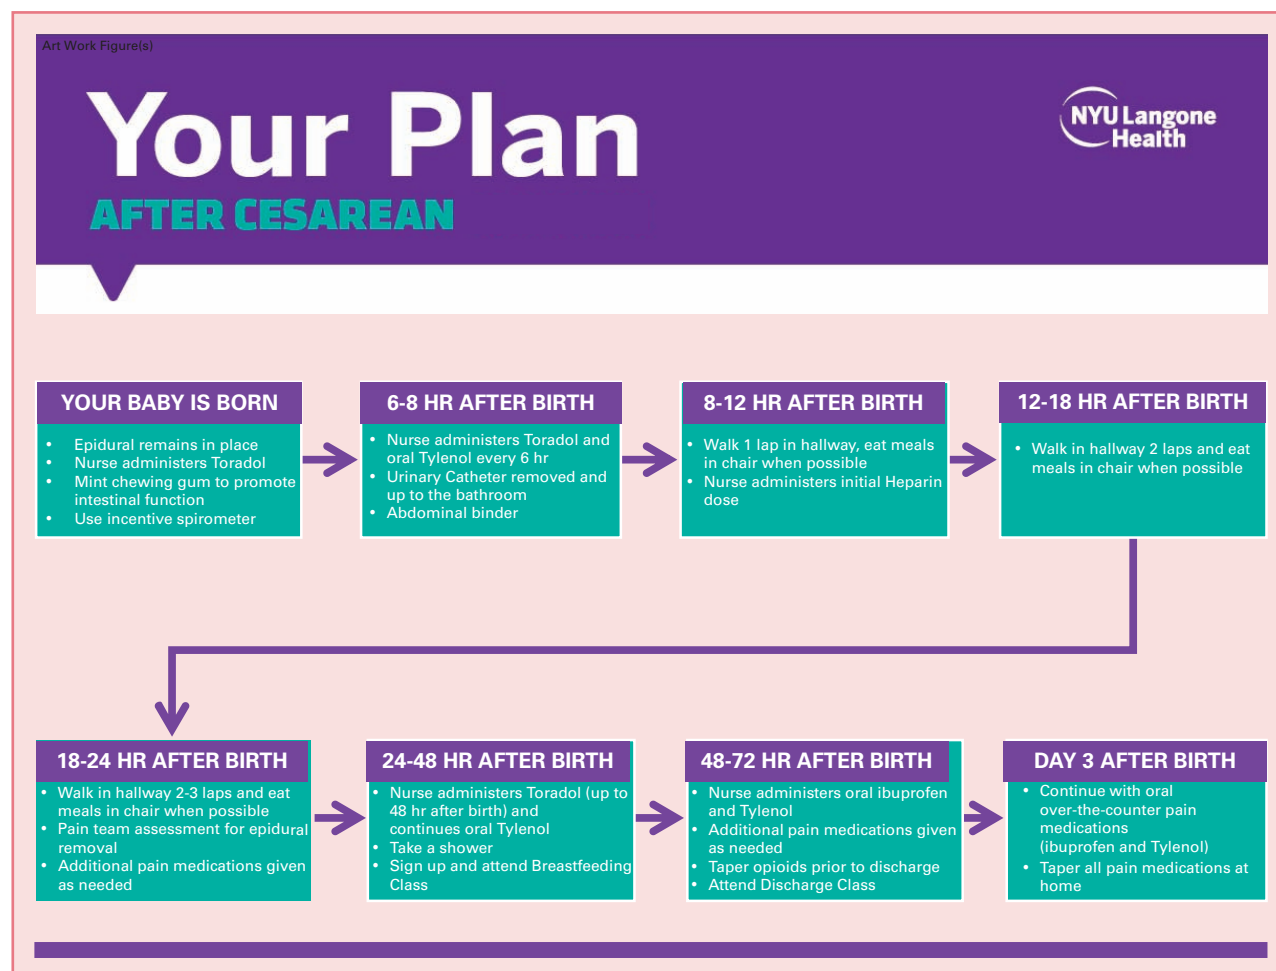 Art Work Figure(s)
Your Plan
AFTER CESAREAN
NYU Langone
Health
YOUR BABY IS BORN
• Epidural remains in place
• Nurse administers Toradol
• Mint chewing gum to promote
intestinal function
• Use incentive spirometer
6-8 HR AFTER BIRTH
• Nurse administers Toradol and
oral Tylenol every 6 hr
• Urinary Catheter removed and
up to the bathroom
• Abdominal binder
8-12 HR AFTER BIRTH
• Walk 1 lap in hallway, eat meals
in chair when possible
• Nurse administers initial Heparin
dose
12-18 HR AFTER BIRTH
• Walk in hallway 2 laps and eat
meals in chair when possible
18-24 HR AFTER BIRTH
• Walk in hallway 2-3 laps and eat
meals in chair when possible
• Pain team assessment for epidural
removal
• Additional pain medications given
as needed
24-48 HR AFTER BIRTH
• Nurse administers Toradol (up to
48 hr after birth) and
continues oral Tylenol
• Take a shower
• Sign up and attend Breastfeeding
Class
48-72 HR AFTER BIRTH
• Nurse administers oral ibuprofen
and Tylenol
• Additional pain medications given
as needed
• Taper opioids prior to discharge
• Attend Discharge Class
DAY 3 AFTER BIRTH
• Continue with oral
over-the-counter pain
medications
(ibuprofen and Tylenol)
• Taper all pain medications at
home